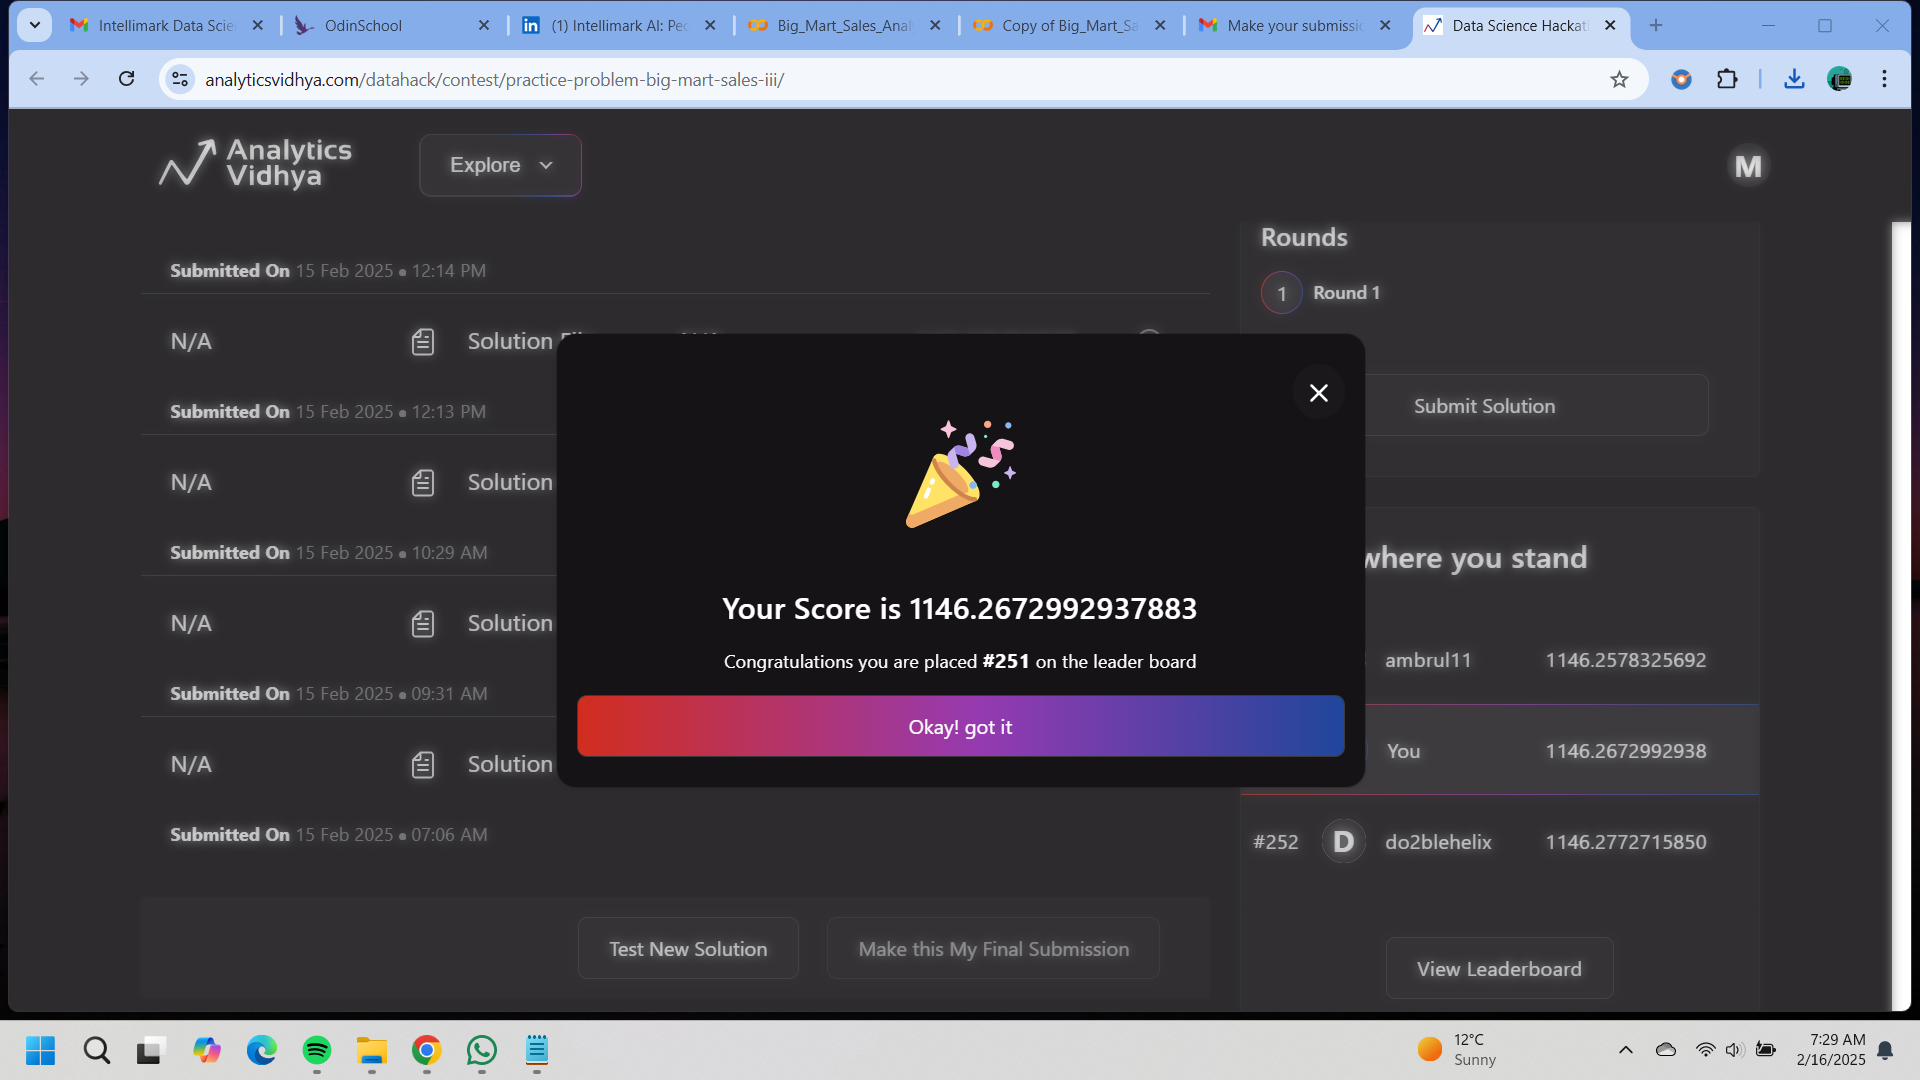 Intellimark Data Scie
OdinSchool
(1) Intellimark AI: Pec
Big_Mart_Sales_Anal
Copy of Big_Mart_Sa
Make your submissic
Data Science Hackat
analyticsvidhya.com/datahack/contest/practice-problem-big-mart-sales-iii/
Analytics
Vidhya
Explore
M
Submitted On 15 Feb 2025 • 12:14 PM
N/A Solution
Submitted On 15 Feb 2025 • 12:13 PM
N/A Solution
Submitted On 15 Feb 2025 • 10:29 AM
N/A Solution
Submitted On 15 Feb 2025 • 09:31 AM
N/A Solution
Submitted On 15 Feb 2025 • 07:06 AM
Test New Solution
Make this My Final Submission
Rounds
1 Round 1
Submit Solution
where you stand
ambrul11 1146.2578325692
You 1146.2672992938
#252 D do2blehelix 1146.2772715850
View Leaderboard
Your Score is 1146.2672992937883
Congratulations you are placed #251 on the leader board
Okay! got it
12°C
Sunny
7:29 AM
2/16/2025